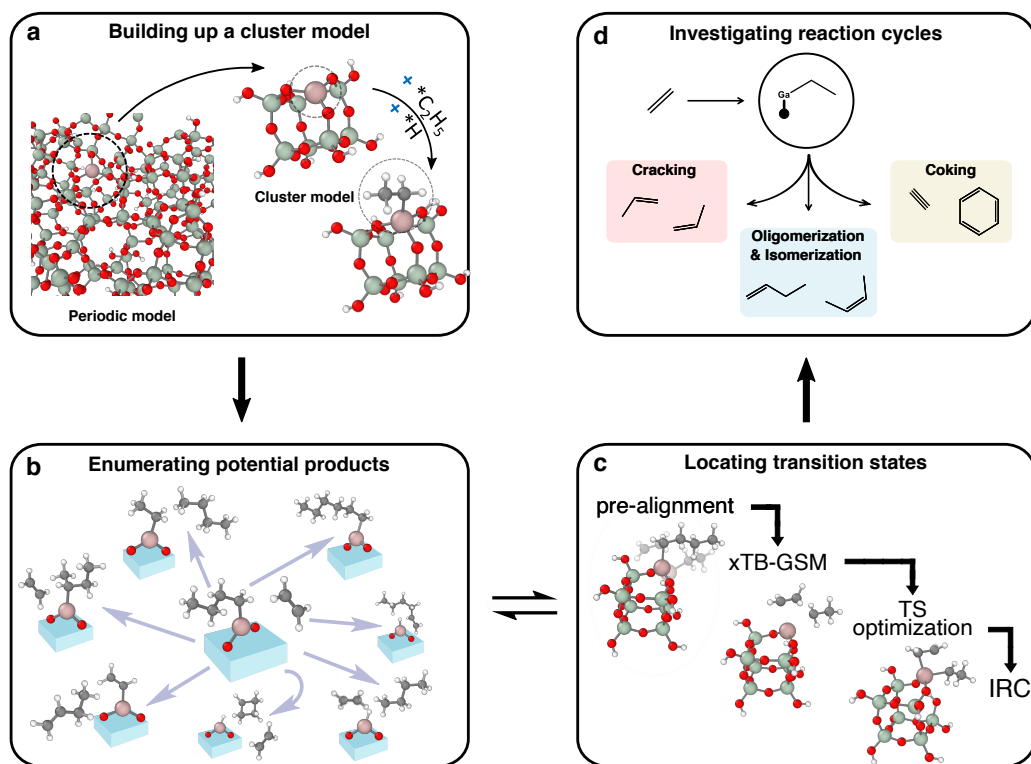 a
Building up a cluster model
+ *C₂H₅
+ *H
Cluster model
Periodic model
d
Investigating reaction cycles
Ga
Cracking
Coking
Oligomerization
& Isomerization
b
Enumerating potential products
c
Locating transition states
pre-alignment
xTB-GSM
TS
optimization
IRC